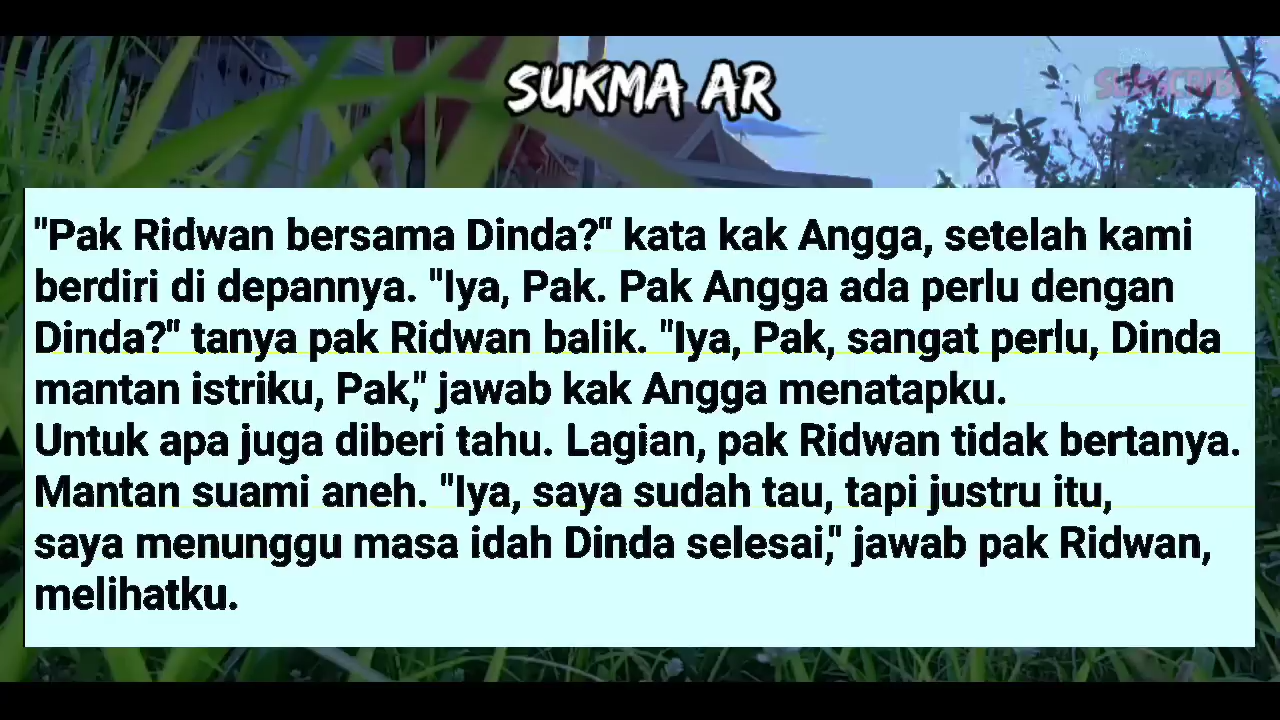 SUKMA AR
SUBSCRIBE
"Pak Ridwan bersama Dinda?" kata kak Angga, setelah kami
berdiri di depannya. "Iya, Pak. Pak Angga ada perlu dengan
Dinda?" tanya pak Ridwan balik. "Iya, Pak, sangat perlu, Dinda
mantan istriku, Pak," jawab kak Angga menatapku.
Untuk apa juga diberi tahu. Lagian, pak Ridwan tidak bertanya.
Mantan suami aneh. "Iya, saya sudah tau, tapi justru itu,
saya menunggu masa idah Dinda selesai," jawab pak Ridwan,
melihatku.